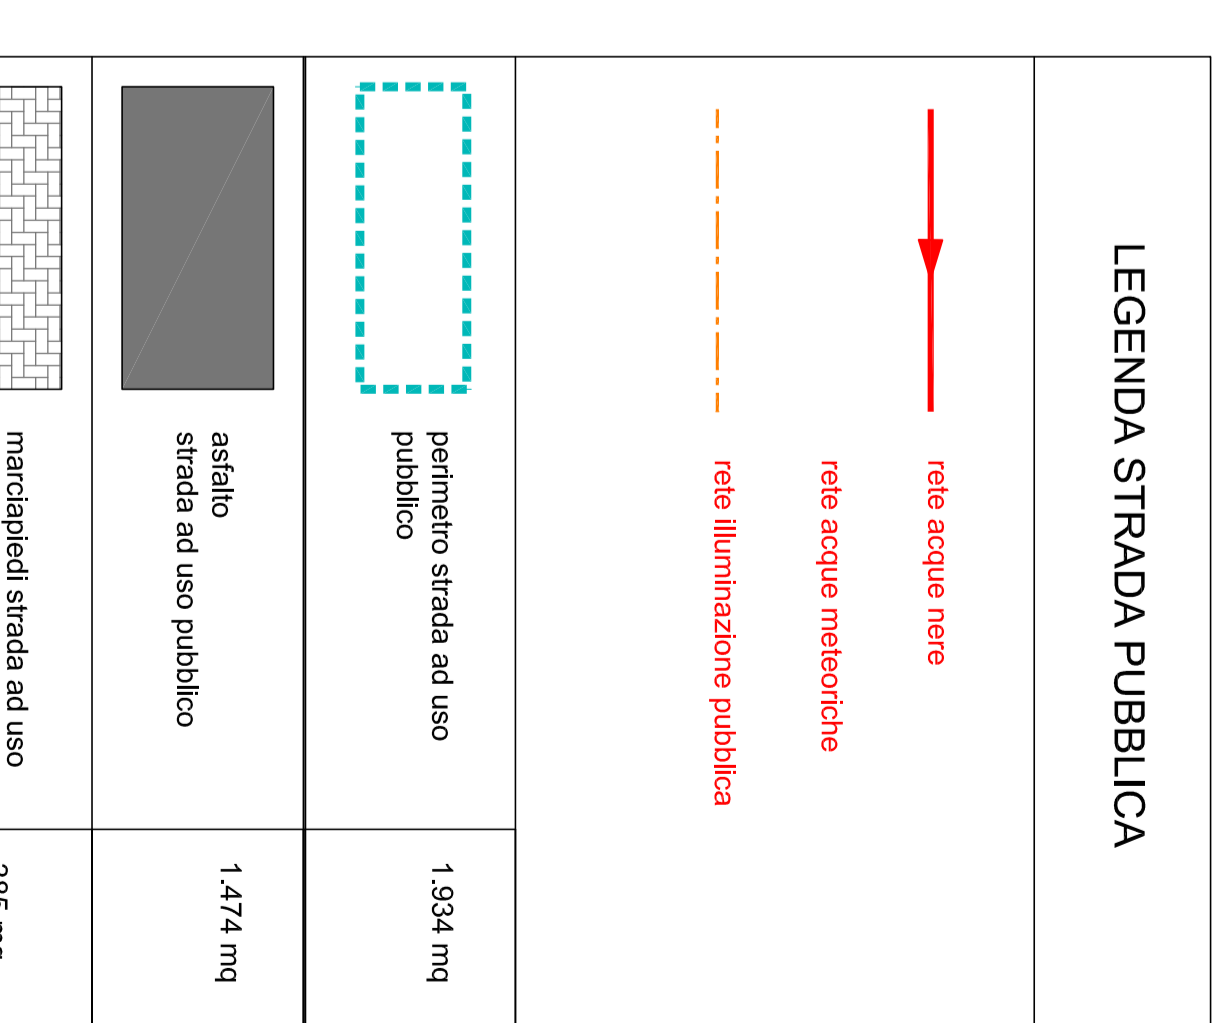 LEGENDA STRADA PUBBLICA
rete acque nere
rete acque meteoriche
rete illuminazione pubblica
perimetro strada ad uso
pubblico
1.934 mq
asfalto
strada ad uso pubblico
1.474 mq
marciapiedi strada ad uso